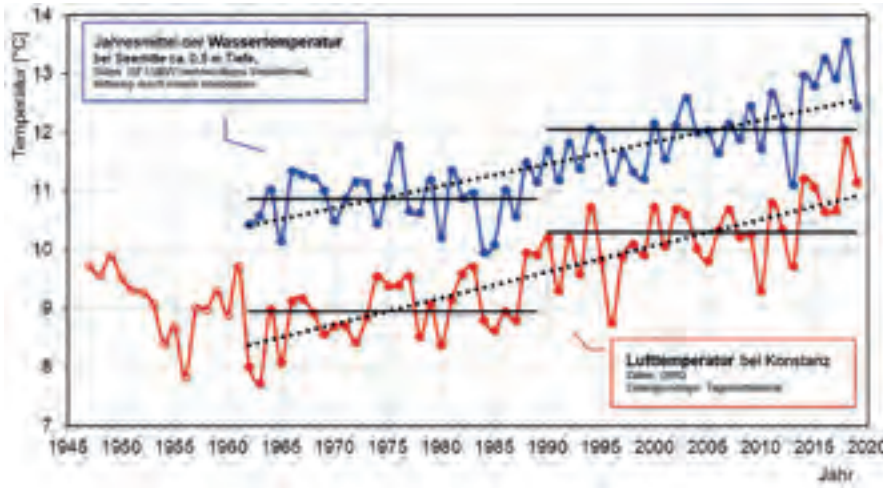 14
13
12
11
10
9
8
7
Temperatur [°C]
Jahresmittel der Wassertemperatur
bei Seemitte ca. 0,5 m Tiefe,
Lufttemperatur bei Konstanz
1945 1950 1955 1960 1965 1970 1975 1980 1985 1990 1995 2000 2005 2010 2015 2020
Jahr